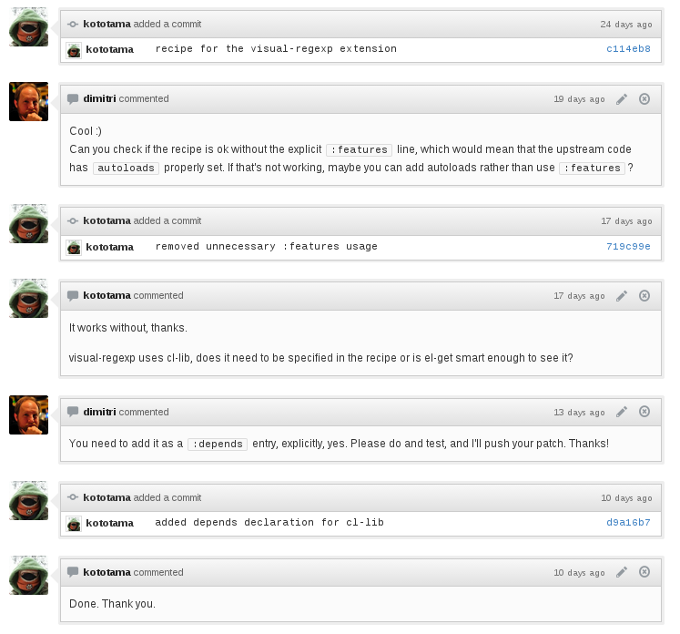 kototama added a commit 24 days ago
kototama recipe for the visual-regexp extension c114eb8
dimitri commented 19 days ago
Cool :)
Can you check if the recipe is ok without the explicit :features line, which would mean that the upstream code
has autoloads properly set. If that's not working, maybe you can add autoloads rather than use :features ?
kototama added a commit 17 days ago
kototama removed unnecessary :features usage 719c99e
kototama commented 17 days ago
It works without, thanks.
visual-regexp uses cl-lib, does it need to be specified in the recipe or is el-get smart enough to see it?
dimitri commented 13 days ago
You need to add it as a :depends entry, explicitly, yes. Please do and test, and I'll push your patch. Thanks!
kototama added a commit 10 days ago
kototama added depends declaration for cl-lib d9a16b7
kototama commented 10 days ago
Done. Thank you.